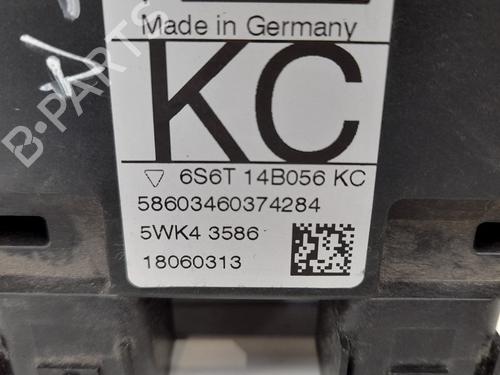 Made in Germany
KC
6S6T 14B056 KC
58603460374284
5WK4 3586
18060313
B-PARTS